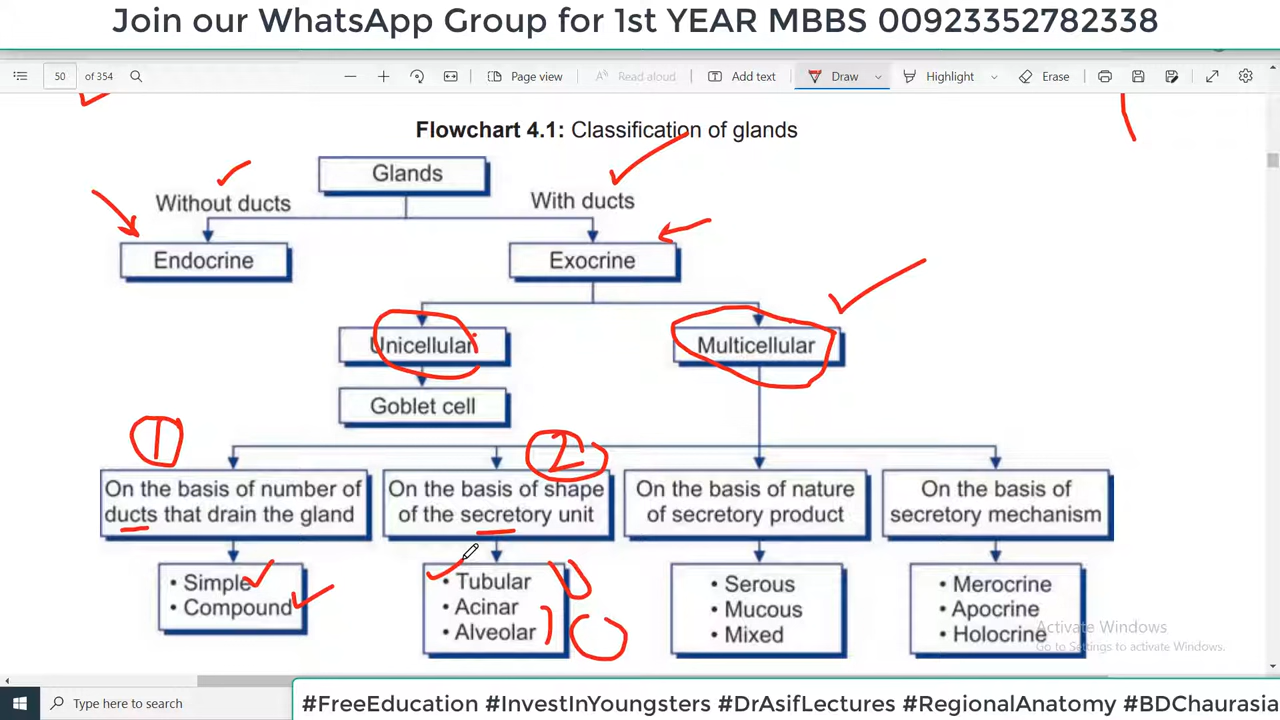 Join our WhatsApp Group for 1st YEAR MBBS 00923352782338
50 of 354
Page view
Read aloud
Add text
Draw
Highlight
Erase
Flowchart 4.1: Classification of glands
Glands
Without ducts
With ducts
Endocrine
Exocrine
Unicellular
Multicellular
Goblet cell
1
2
On the basis of number of
ducts that drain the gland
On the basis of shape
of the secretory unit
On the basis of nature
of secretory product
On the basis of
secretory mechanism
• Simple
• Compound
• Tubular
• Acinar
• Alveolar
• Serous
• Mucous
• Mixed
• Merocrine
• Apocrine
• Holocrine
Activate Windows
Go to Settings to activate Windows.
Type here to search
#FreeEducation #InvestInYoungsters #DrAsifLectures #RegionalAnatomy #BDChaurasia